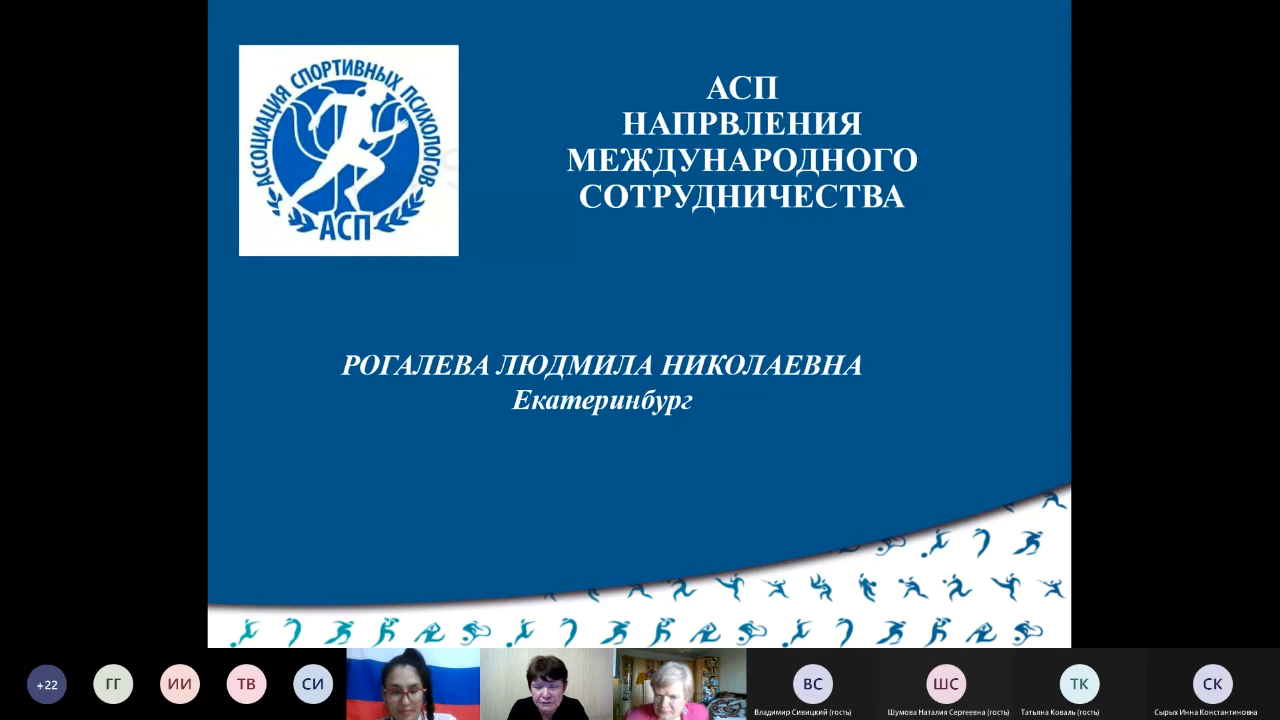 АССОЦИАЦИЯ СПОРТИВНЫХ ПСИХОЛОГОВ
АСП
АСП
НАПРВЛЕНИЯ
МЕЖДУНАРОДНОГО
СОТРУДНИЧЕСТВА
РОГАЛЕВА ЛЮДМИЛА НИКОЛАЕВНА
Екатеринбург
+22
ГГ
ИИ
ТВ
СИ
ВС
ШС
ТК
СК
Владимир Сивицкий (гость)
Шумова Наталия Сергеевна (гость)
Татьяна Коваль (гость)
Сырых Инна Константиновна